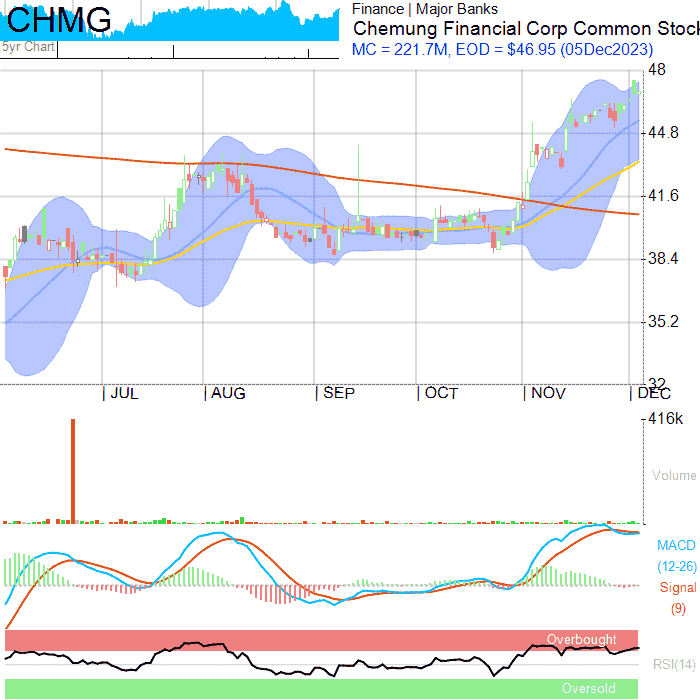 CHMG
5yr Chart
Finance | Major Banks
Chemung Financial Corp Common Stock
MC = 221.7M, EOD = $46.95 (05Dec2023)
48
44.8
41.6
38.4
35.2
32
JUL
AUG
SEP
OCT
NOV
DEC
416k
Volume
MACD
(12-26)
Signal
(9)
Overbought
RSI(14)
Oversold